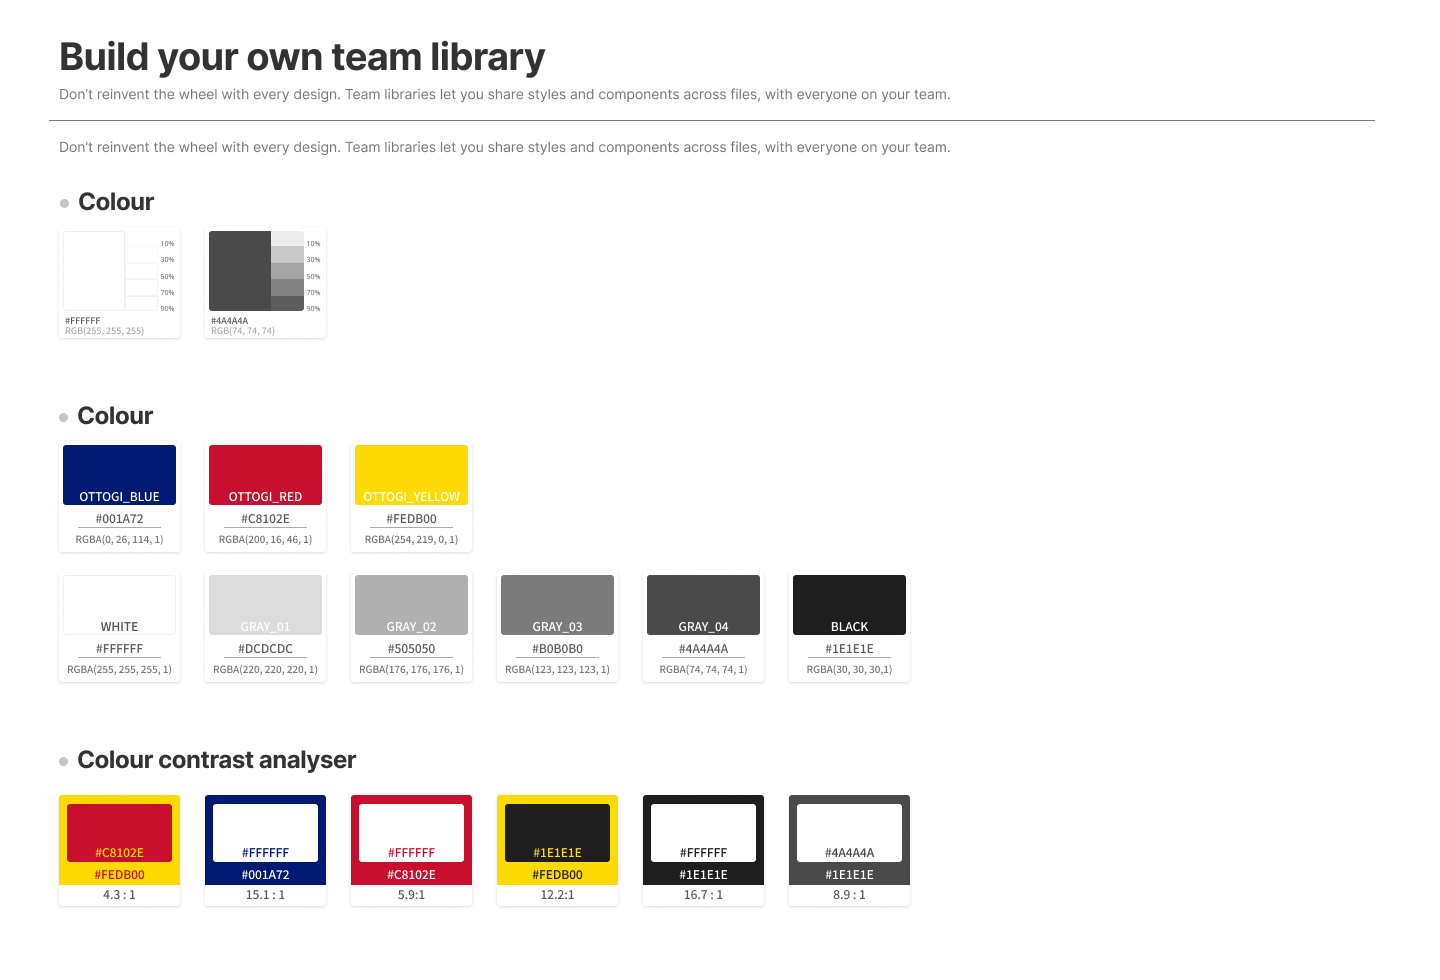 Build your own team library
Don't reinvent the wheel with every design. Team libraries let you share styles and components across files, with everyone on your team.
Don't reinvent the wheel with every design. Team libraries let you share styles and components across files, with everyone on your team.
Colour
10%
30%
50%
70%
90%
#FFFFFF
RGB(255, 255, 255)
10%
30%
50%
70%
90%
#4A4A4A
RGB(74, 74, 74)
Colour
OTTOGI_BLUE
#001A72
RGBA(0, 26, 114, 1)
OTTOGI_RED
#C8102E
RGBA(200, 16, 46, 1)
OTTOGI_YELLOW
#FEDB00
RGBA(254, 219, 0, 1)
WHITE
#FFFFFF
RGBA(255, 255, 255, 1)
GRAY_01
#DCDCDC
RGBA(220, 220, 220, 1)
GRAY_02
#505050
RGBA(176, 176, 176, 1)
GRAY_03
#B0B0B0
RGBA(123, 123, 123, 1)
GRAY_04
#4A4A4A
RGBA(74, 74, 74, 1)
BLACK
#1E1E1E
RGBA(30, 30, 30,1)
Colour contrast analyser
#C8102E
#FEDB00
4.3 : 1
#FFFFFF
#001A72
15.1 : 1
#FFFFFF
#C8102E
5.9:1
#1E1E1E
#FEDB00
12.2:1
#FFFFFF
#1E1E1E
16.7 : 1
#4A4A4A
#1E1E1E
8.9 : 1